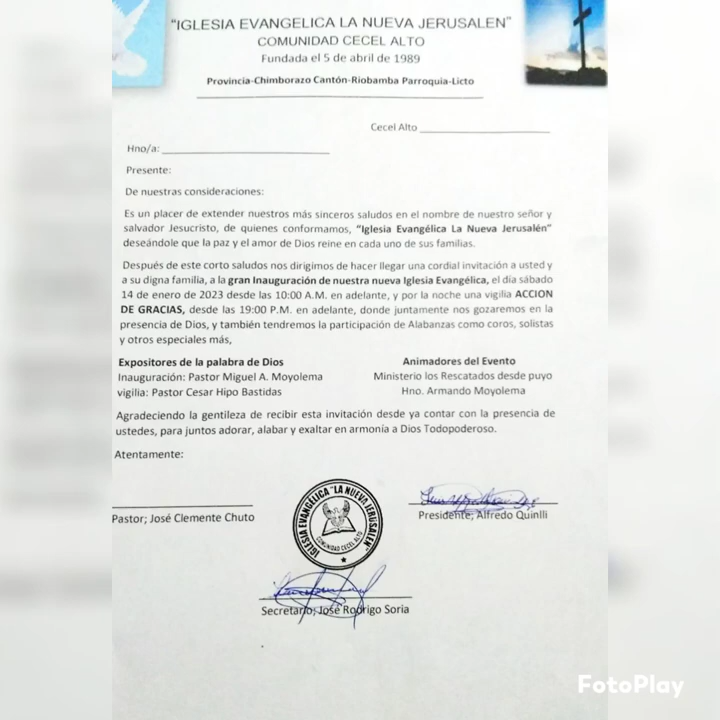 "IGLESIA EVANGELICA LA NUEVA JERUSALEN"
COMUNIDAD CECEL ALTO
Fundada el 5 de abril de 1989
Provincia-Chimborazo Cantón-Riobamba Parroquia-Licto
Cecel Alto
Hno/a:
Presente:
De nuestras consideraciones:
Es un placer de extender nuestros más sinceros saludos en el nombre de nuestro señor y
salvador Jesucristo, de quienes conformamos, "Iglesia Evangélica La Nueva Jerusalén"
deseándole que la paz y el amor de Dios reine en cada uno de sus familias.
Después de este corto saludos nos dirigimos de hacer llegar una cordial invitación a usted y
a su digna familia, a la gran Inauguración de nuestra nueva Iglesia Evangélica, el día sábado
14 de enero de 2023 desde las 10:00 A.M. en adelante, y por la noche una vigilia ACCION
DE GRACIAS, desde las 19:00 P.M. en adelante, donde juntamente nos gozaremos en la
presencia de Dios, y también tendremos la participación de Alabanzas como coros, solistas
y otros especiales más,
Expositores de la palabra de Dios
Inauguración: Pastor Miguel A. Moyolema
vigilia: Pastor Cesar Hipo Bastidas
Animadores del Evento
Ministerio los Rescatados desde puyo
Hno. Armando Moyolema
Agradeciendo la gentileza de recibir esta invitación desde ya contar con la presencia de
ustedes, para juntos adorar, alabar y exaltar en armonía a Dios Todopoderoso.
Atentamente:
Pastor; José Clemente Chuto
IGLESIA EVANGÉLICA "LA NUEVA JERUSALEN"
COMUNIDAD CECEL ALTO
Presidente; Alfredo Quinlli
Secretario; José Rodrigo Soria
FotoPlay